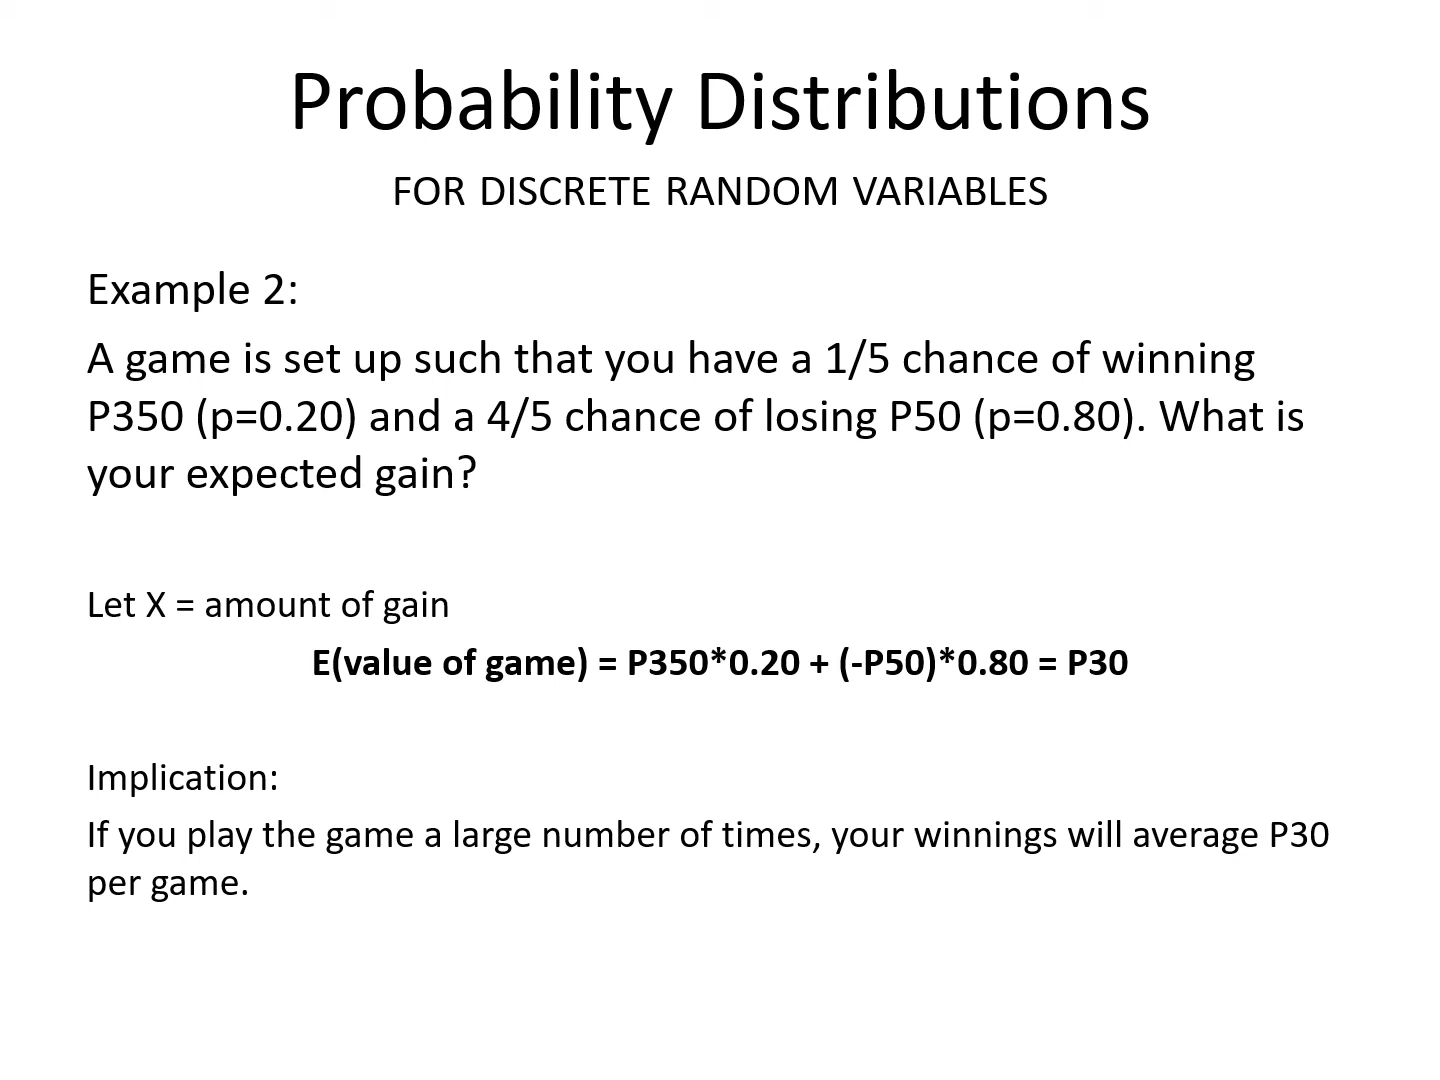 Probability Distributions
FOR DISCRETE RANDOM VARIABLES
Example 2:
A game is set up such that you have a 1/5 chance of winning
P350 (p=0.20) and a 4/5 chance of losing P50 (p=0.80). What is
your expected gain?
Let X = amount of gain
E(value of game) = P350*0.20 + (-P50)*0.80 = P30
Implication:
If you play the game a large number of times, your winnings will average P30
per game.